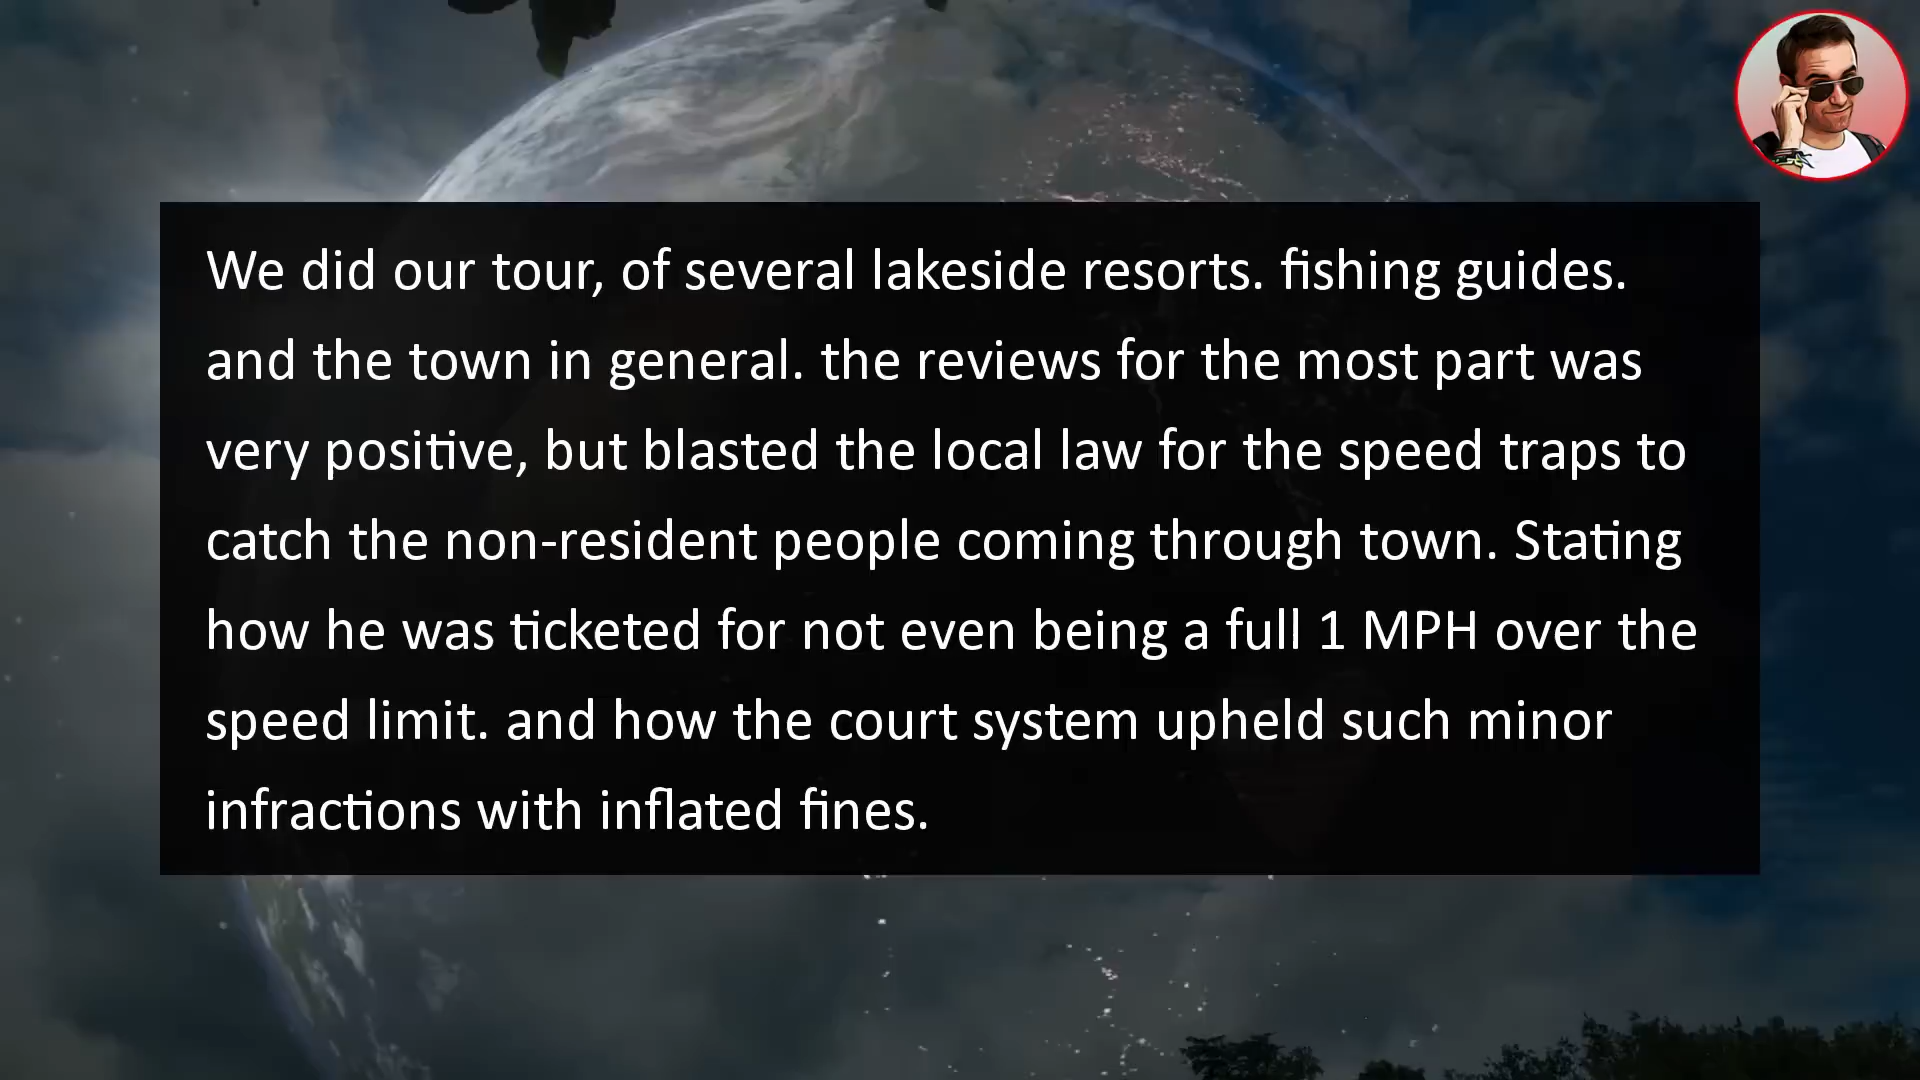 We did our tour, of several lakeside resorts. fishing guides.
and the town in general. the reviews for the most part was
very positive, but blasted the local law for the speed traps to
catch the non-resident people coming through town. Stating
how he was ticketed for not even being a full 1 MPH over the
speed limit. and how the court system upheld such minor
infractions with inflated fines.